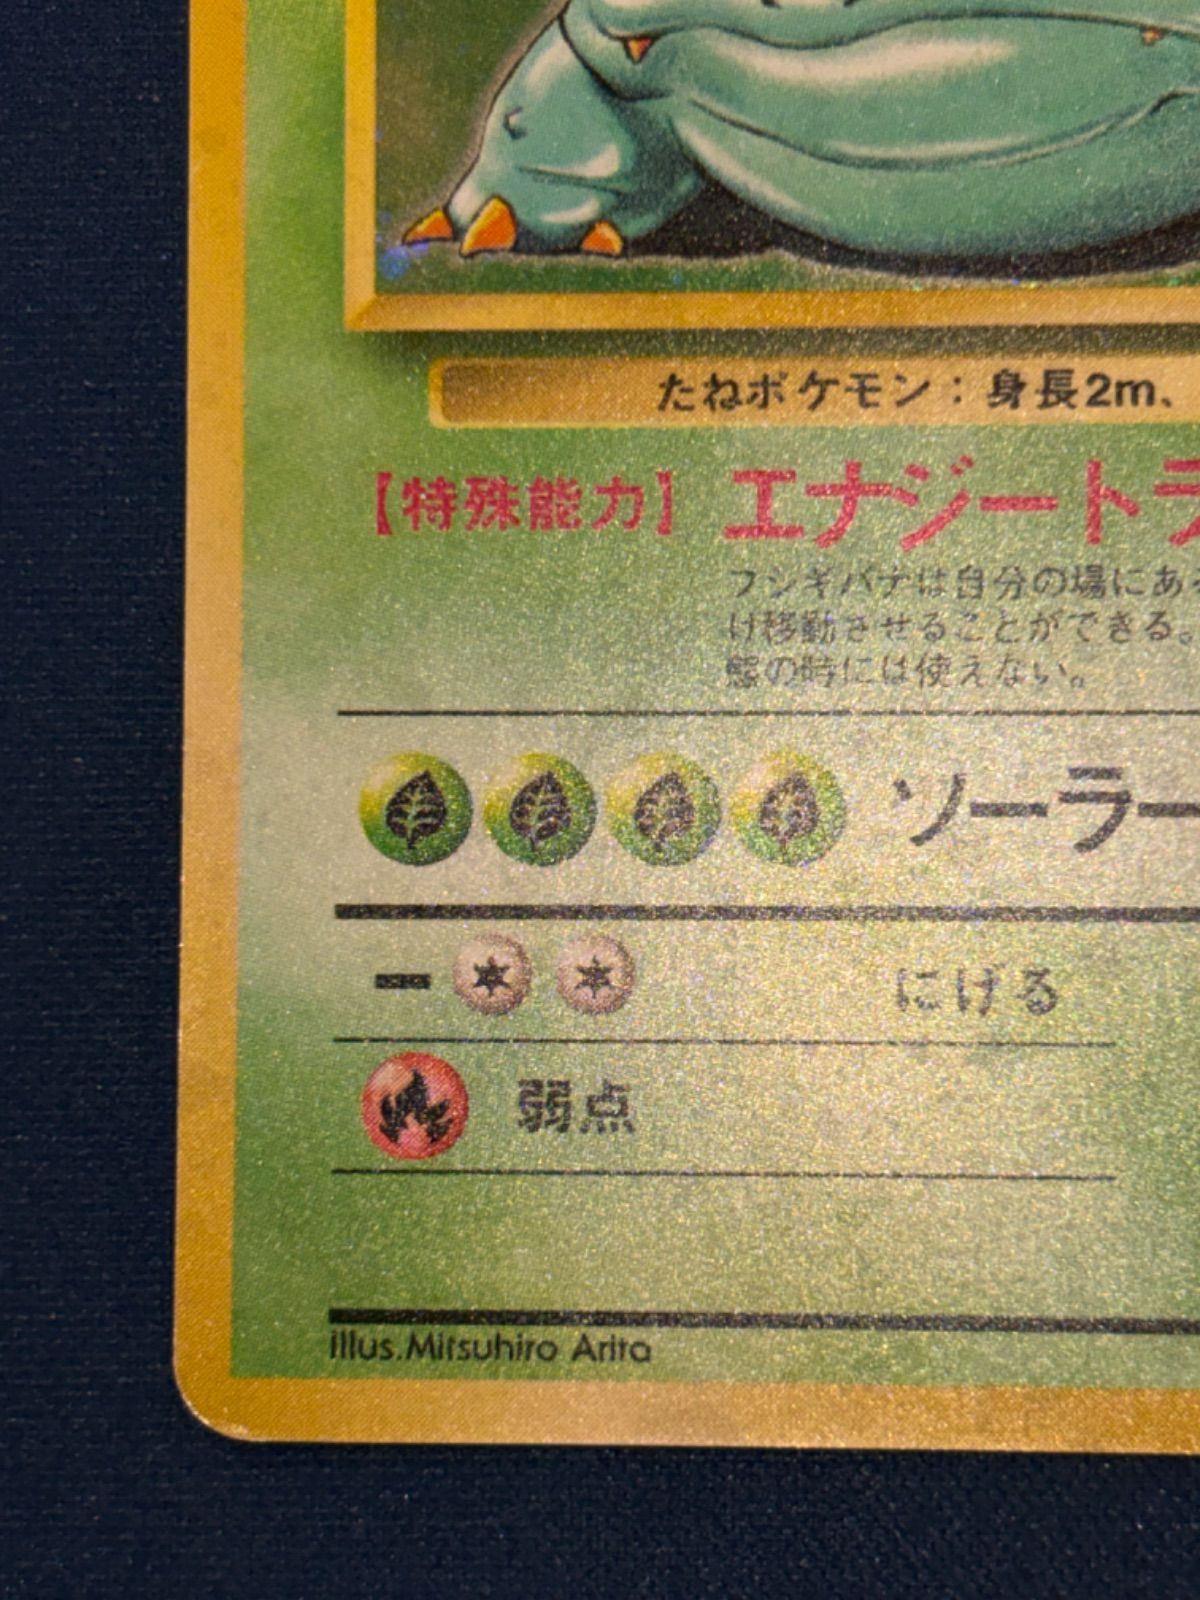 たねポケモン：身長2m、
【特殊能力】 エナジートラ
フシギバナは自分の場にあ
け移動させることができる。
態の時には使えない。
ソーラー
– にげる
弱点
Illus.Mitsuhiro Arita